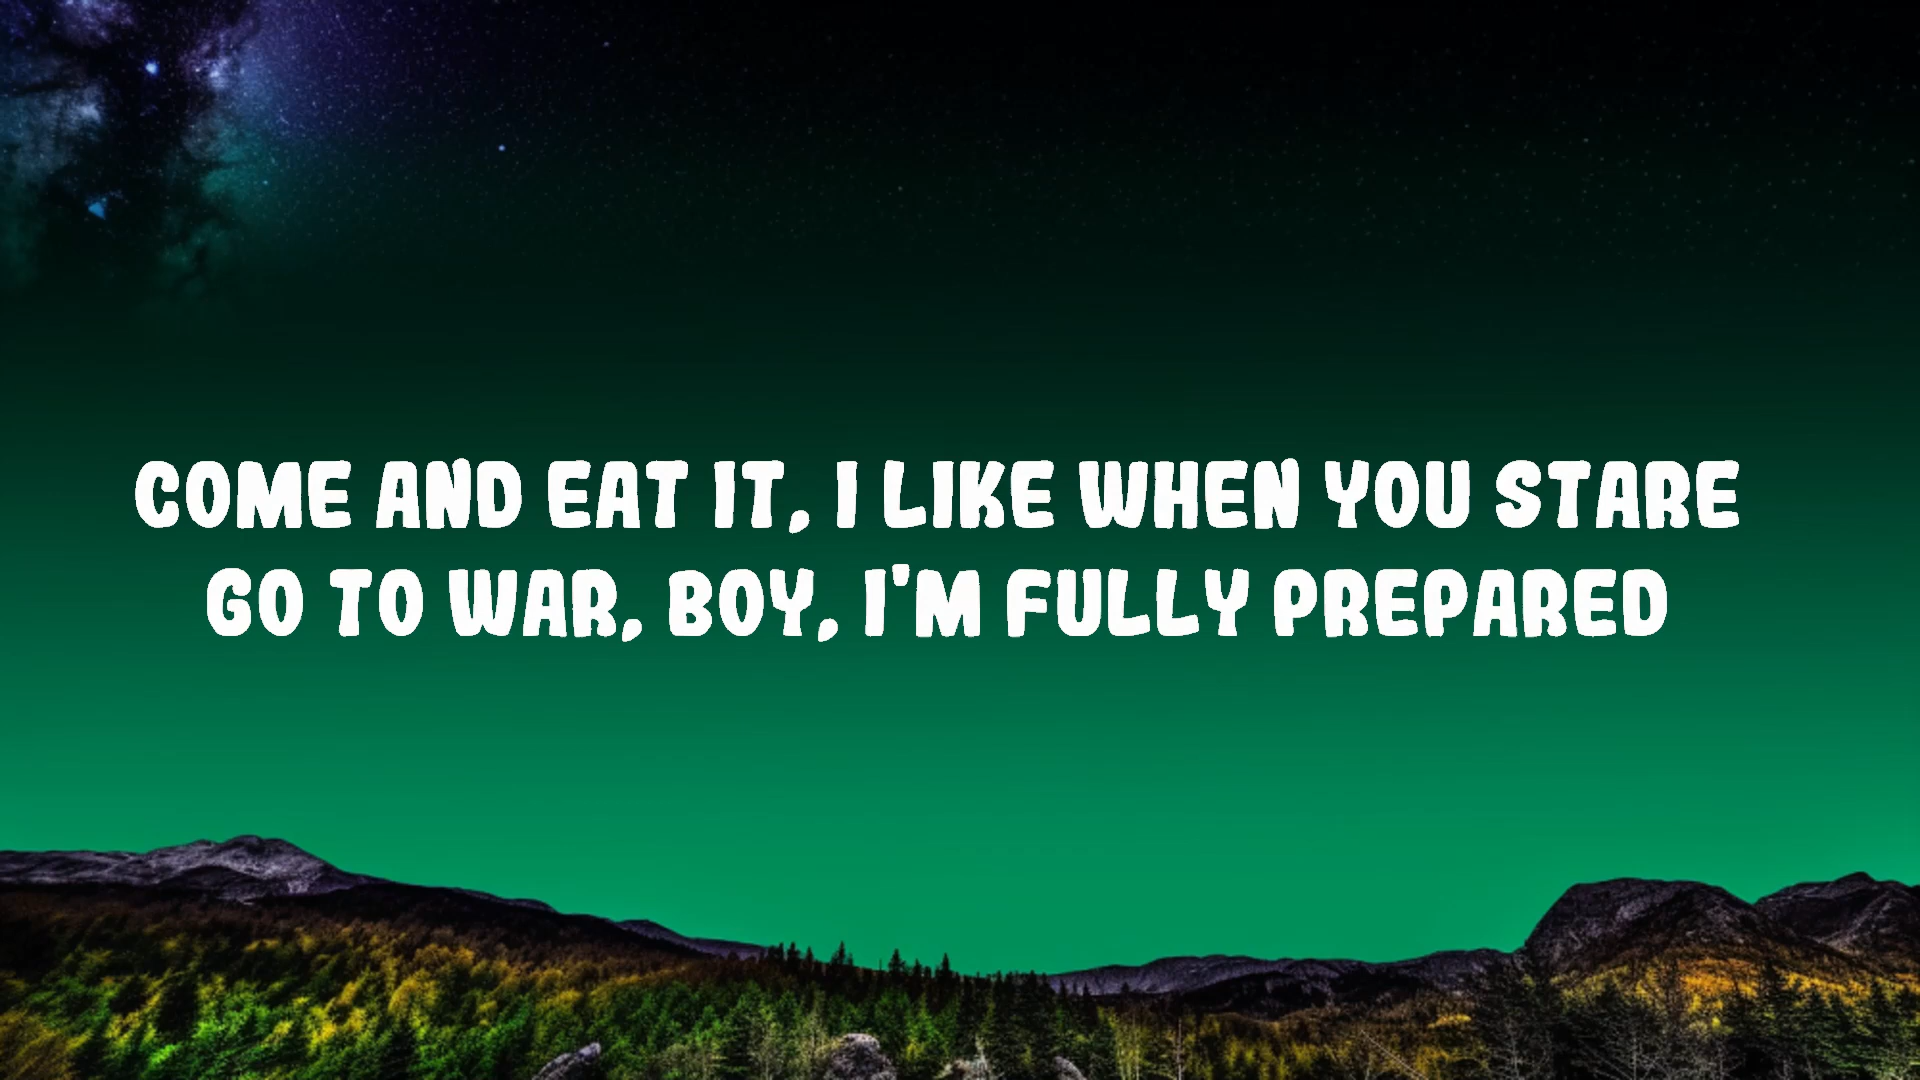 COME AND EAT IT, I LIKE WHEN YOU STARE
GO TO WAR, BOY, I'M FULLY PREPARED